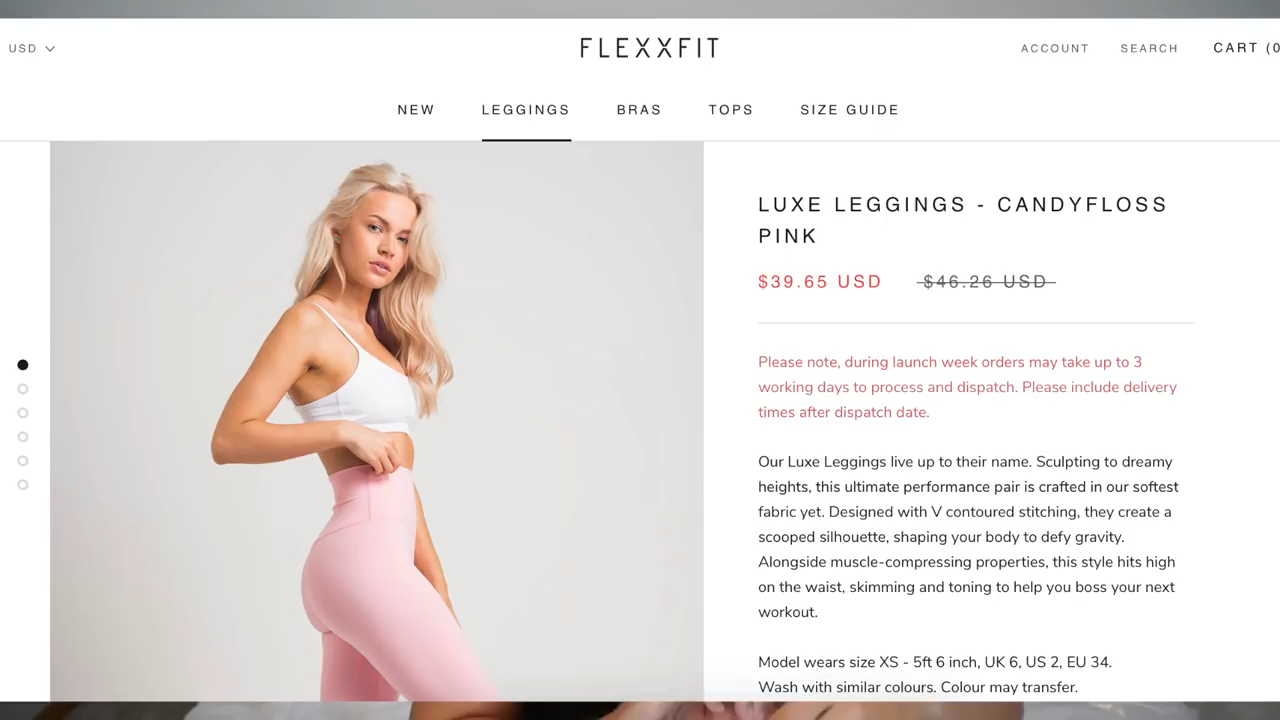 USD
FLEXXFIT
ACCOUNT
SEARCH
CART (0
NEW
LEGGINGS
BRAS
TOPS
SIZE GUIDE
LUXE LEGGINGS - CANDYFLOSS
PINK
$39.65 USD
$46.26 USD
Please note, during launch week orders may take up to 3
working days to process and dispatch. Please include delivery
times after dispatch date.
Our Luxe Leggings live up to their name. Sculpting to dreamy
heights, this ultimate performance pair is crafted in our softest
fabric yet. Designed with V contoured stitching, they create a
scooped silhouette, shaping your body to defy gravity.
Alongside muscle-compressing properties, this style hits high
on the waist, skimming and toning to help you boss your next
workout.
Model wears size XS - 5ft 6 inch, UK 6, US 2, EU 34.
Wash with similar colours. Colour may transfer.